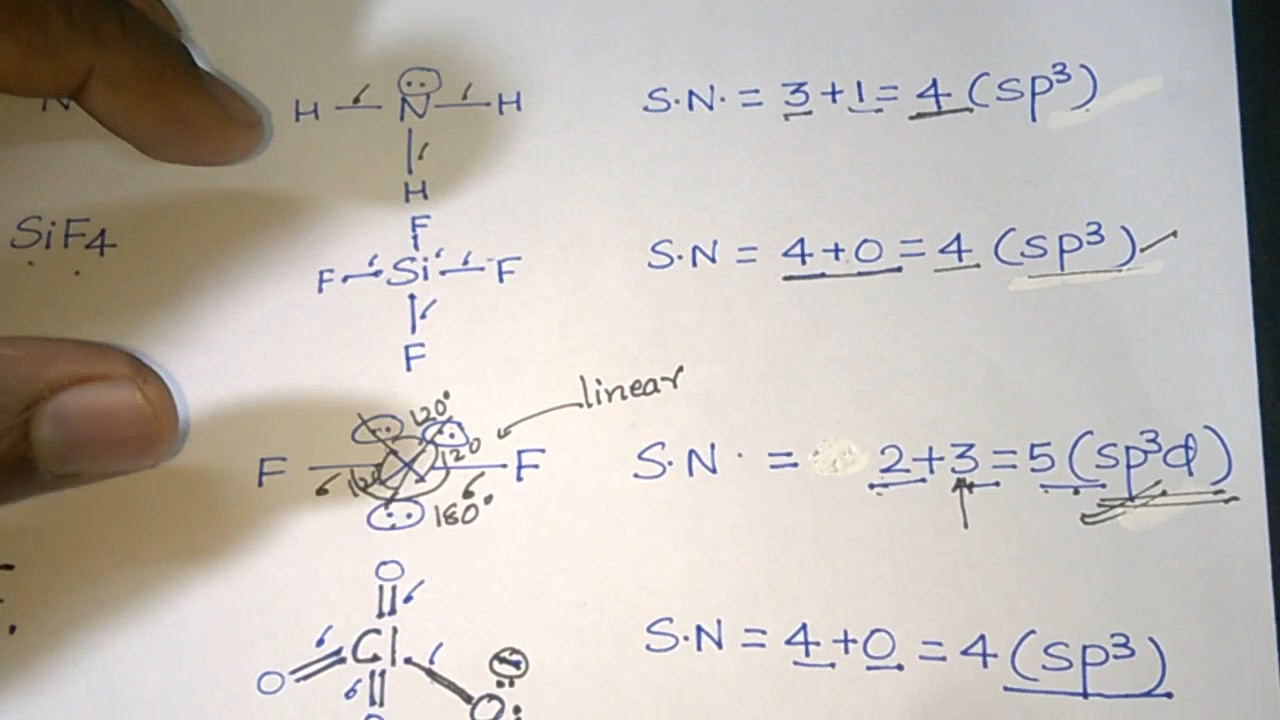 N
H N H S.N. = 3+1 = 4 (sp³)
H
SiF4
F
F Si F S.N = 4+0 = 4 (sp³)
F
linear
120°
120
F X F S.N. = 2+3 = 5 (sp³d)
120
180°
O
Cl S.N = 4+0 = 4 (sp³)
O O